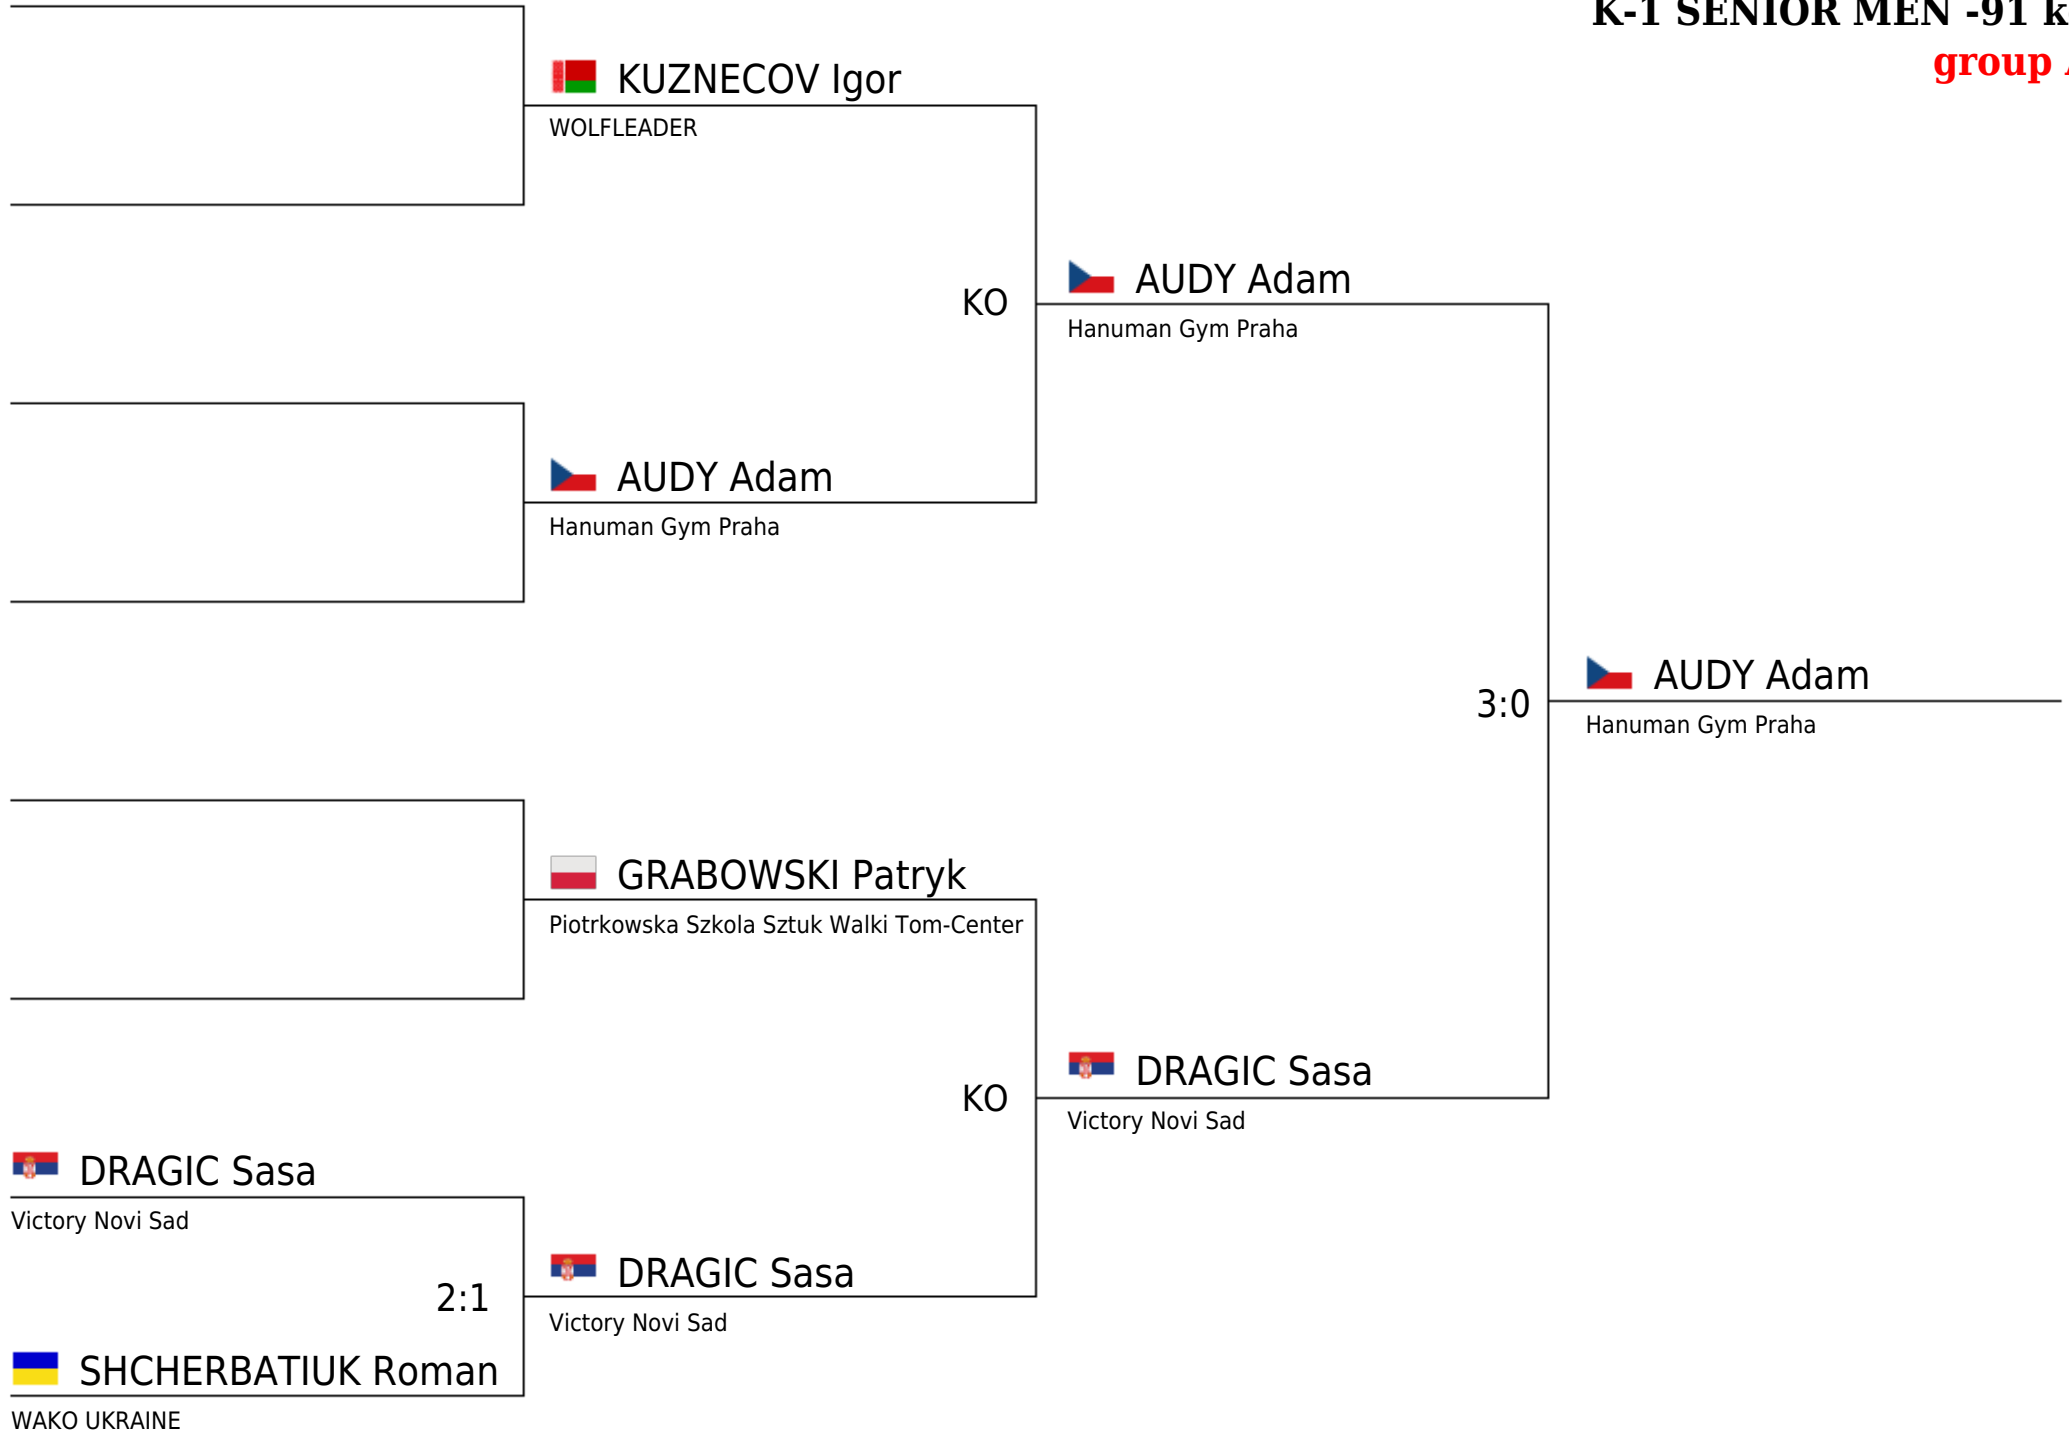 K-1 SENIOR MEN -91 k
group
KUZNECOV Igor
WOLFLEADER
KO
AUDY Adam
Hanuman Gym Praha
AUDY Adam
Hanuman Gym Praha
3:0
AUDY Adam
Hanuman Gym Praha
GRABOWSKI Patryk
Piotrkowska Szkola Sztuk Walki Tom-Center
KO
DRAGIC Sasa
Victory Novi Sad
DRAGIC Sasa
Victory Novi Sad
2:1
DRAGIC Sasa
Victory Novi Sad
SHCHERBATIUK Roman
WAKO UKRAINE